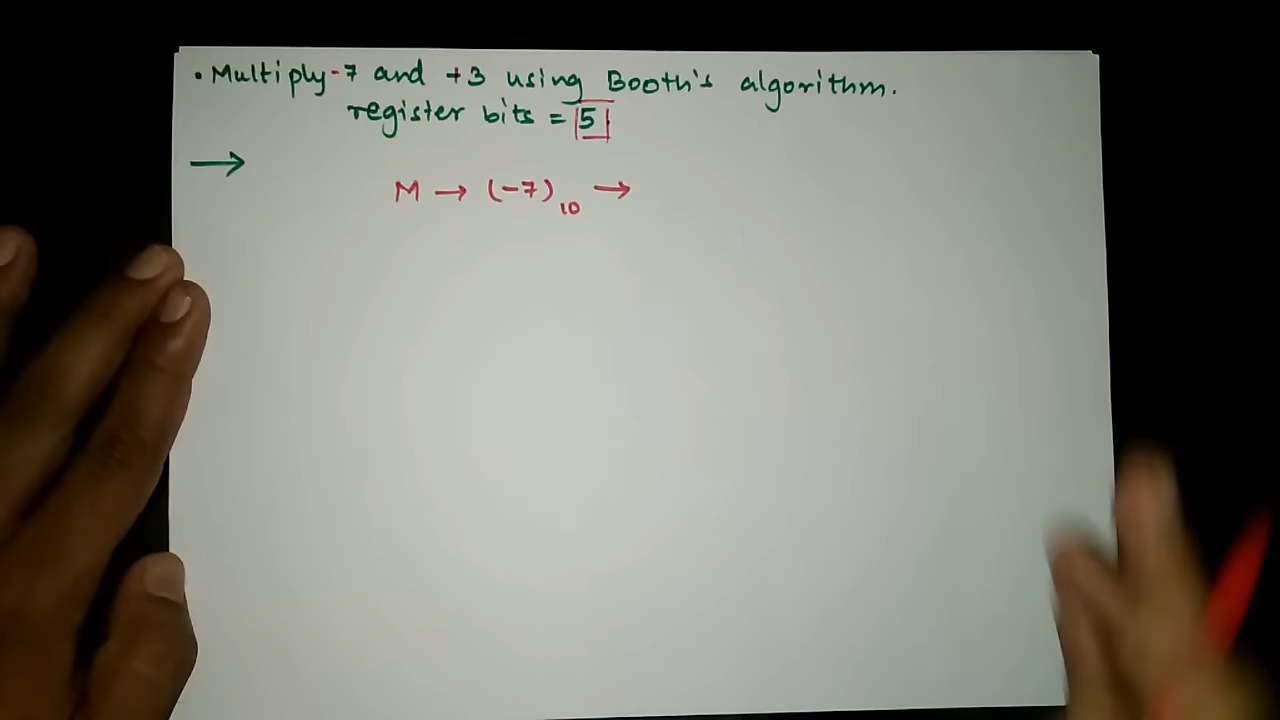 • Multiply -7 and +3 using Booth's algorithm.
register bits = 5
→
M → (-7)10 →